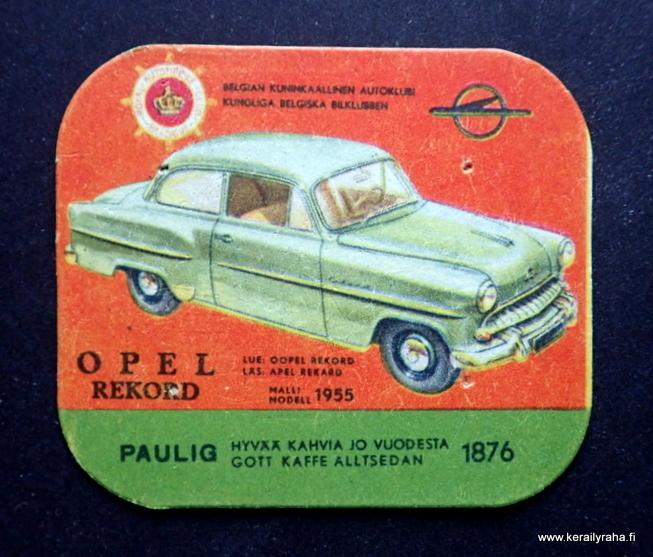 BELGIAN KUNINKAALLINEN AUTOKLUBI
KUNGLIGA BELGISKA BILKLUBBEN
OPEL
REKORD
LUE: OOPEL REKORD
LÄS: APEL REKARD
MALLI
MODELL 1955
PAULIG
HYVÄÄ KAHVIA JO VUODESTA
GOTT KAFFE ALLTSEDAN
1876
www.kerailyraha.fi